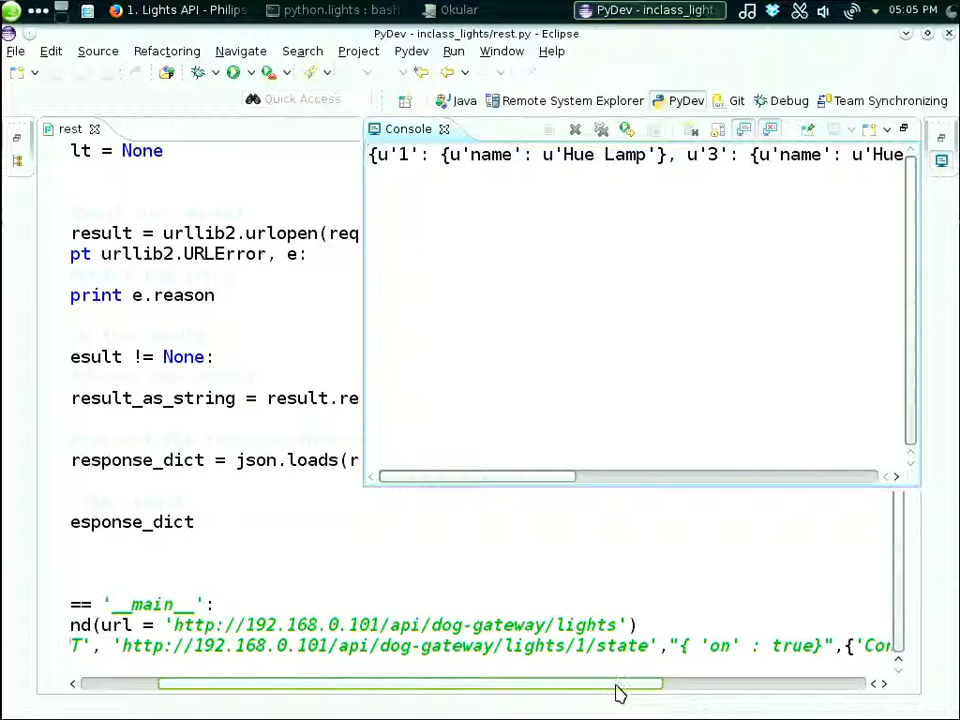 1. Lights API - Philips
python.lights : bash
Okular
PyDev - inclass_light
05:05 PM
PyDev - inclass_lights/rest.py - Eclipse
File Edit Source Refactoring Navigate Search Project Pydev Run Window Help
Quick Access
Java Remote System Explorer PyDev Git Debug Team Synchronizing
rest
Console
{u'1': {u'name': u'Hue Lamp'}, u'3': {u'name': u'Hue
lt = None
result = urllib2.urlopen(req
pt urllib2.URLError, e:
print e.reason
esult != None:
result_as_string = result.re
response_dict = json.loads(r
esponse_dict
== '__main__':
nd(url = 'http://192.168.0.101/api/dog-gateway/lights')
T', 'http://192.168.0.101/api/dog-gateway/lights/1/state',"{ 'on' : true}",{'Con